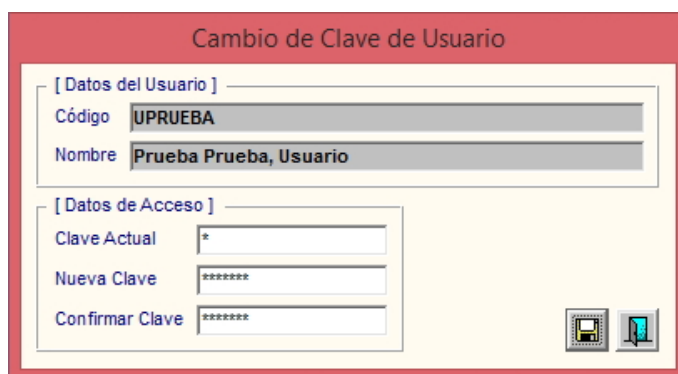 Cambio de Clave de Usuario
[ Datos del Usuario ]
Código UPRUEBA
Nombre Prueba Prueba, Usuario
[ Datos de Acceso ]
Clave Actual *
Nueva Clave *******
Confirmar Clave *******